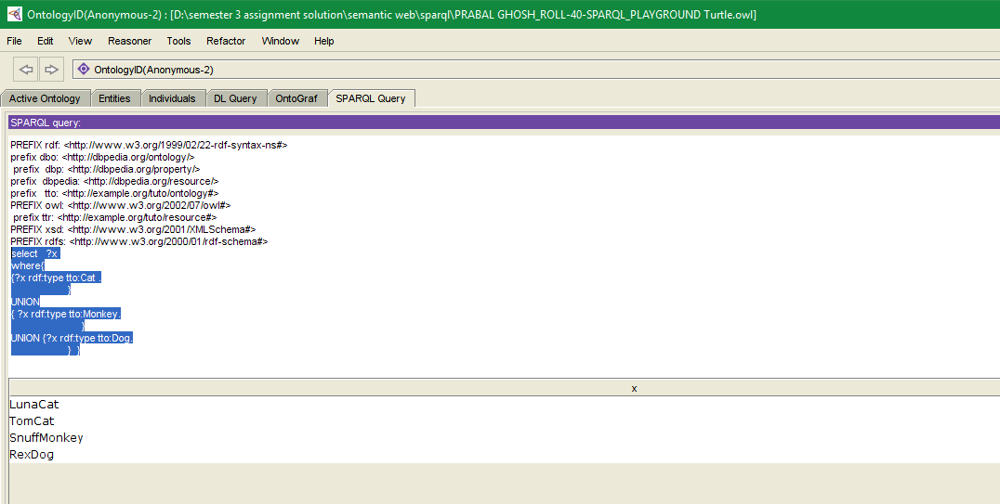 OntologyID(Anonymous-2) : [D:\semester 3 assignment solution\semantic web\sparql\PRABAL GHOSH_ROLL-40-SPARQL_PLAYGROUND Turtle.owl]
File Edit View Reasoner Tools Refactor Window Help
OntologyID(Anonymous-2)
Active Ontology Entities Individuals DL Query OntoGraf SPARQL Query
SPARQL query:
PREFIX rdf: <http://www.w3.org/1999/02/22-rdf-syntax-ns#>
prefix dbo: <http://dbpedia.org/ontology/>
prefix dbp: <http://dbpedia.org/property/>
prefix dbpedia: <http://dbpedia.org/resource/>
prefix tto: <http://example.org/tuto/ontology#>
PREFIX owl: <http://www.w3.org/2002/07/owl#>
prefix ttr: <http://example.org/tuto/resource#>
PREFIX xsd: <http://www.w3.org/2001/XMLSchema#>
PREFIX rdfs: <http://www.w3.org/2000/01/rdf-schema#>
select ?x
where{
{?x rdf:type tto:Cat .
}
UNION
{ ?x rdf:type tto:Monkey.
}
UNION {?x rdf:type tto:Dog.
} }
x
LunaCat
TomCat
SnuffMonkey
RexDog